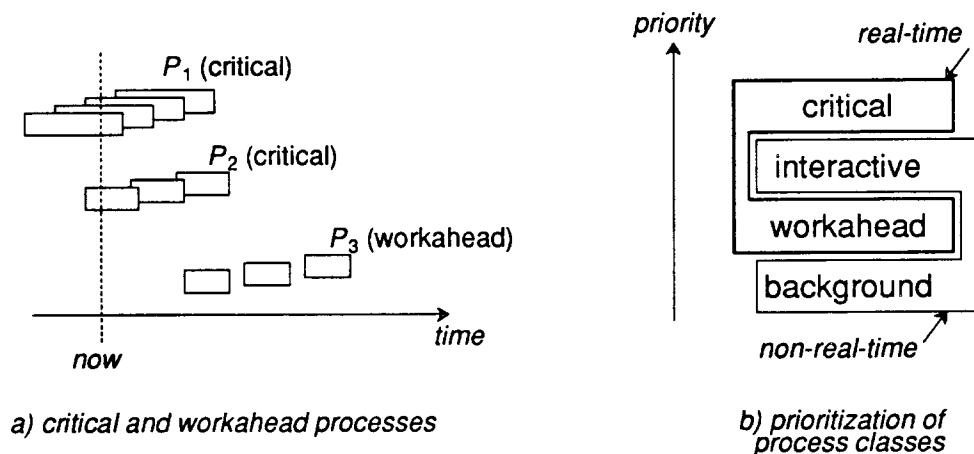 P1 (critical)
P2 (critical)
P3 (workahead)
time
now
a) critical and workahead processes
priority
real-time
critical
interactive
workahead
background
non-real-time
b) prioritization of
process classes